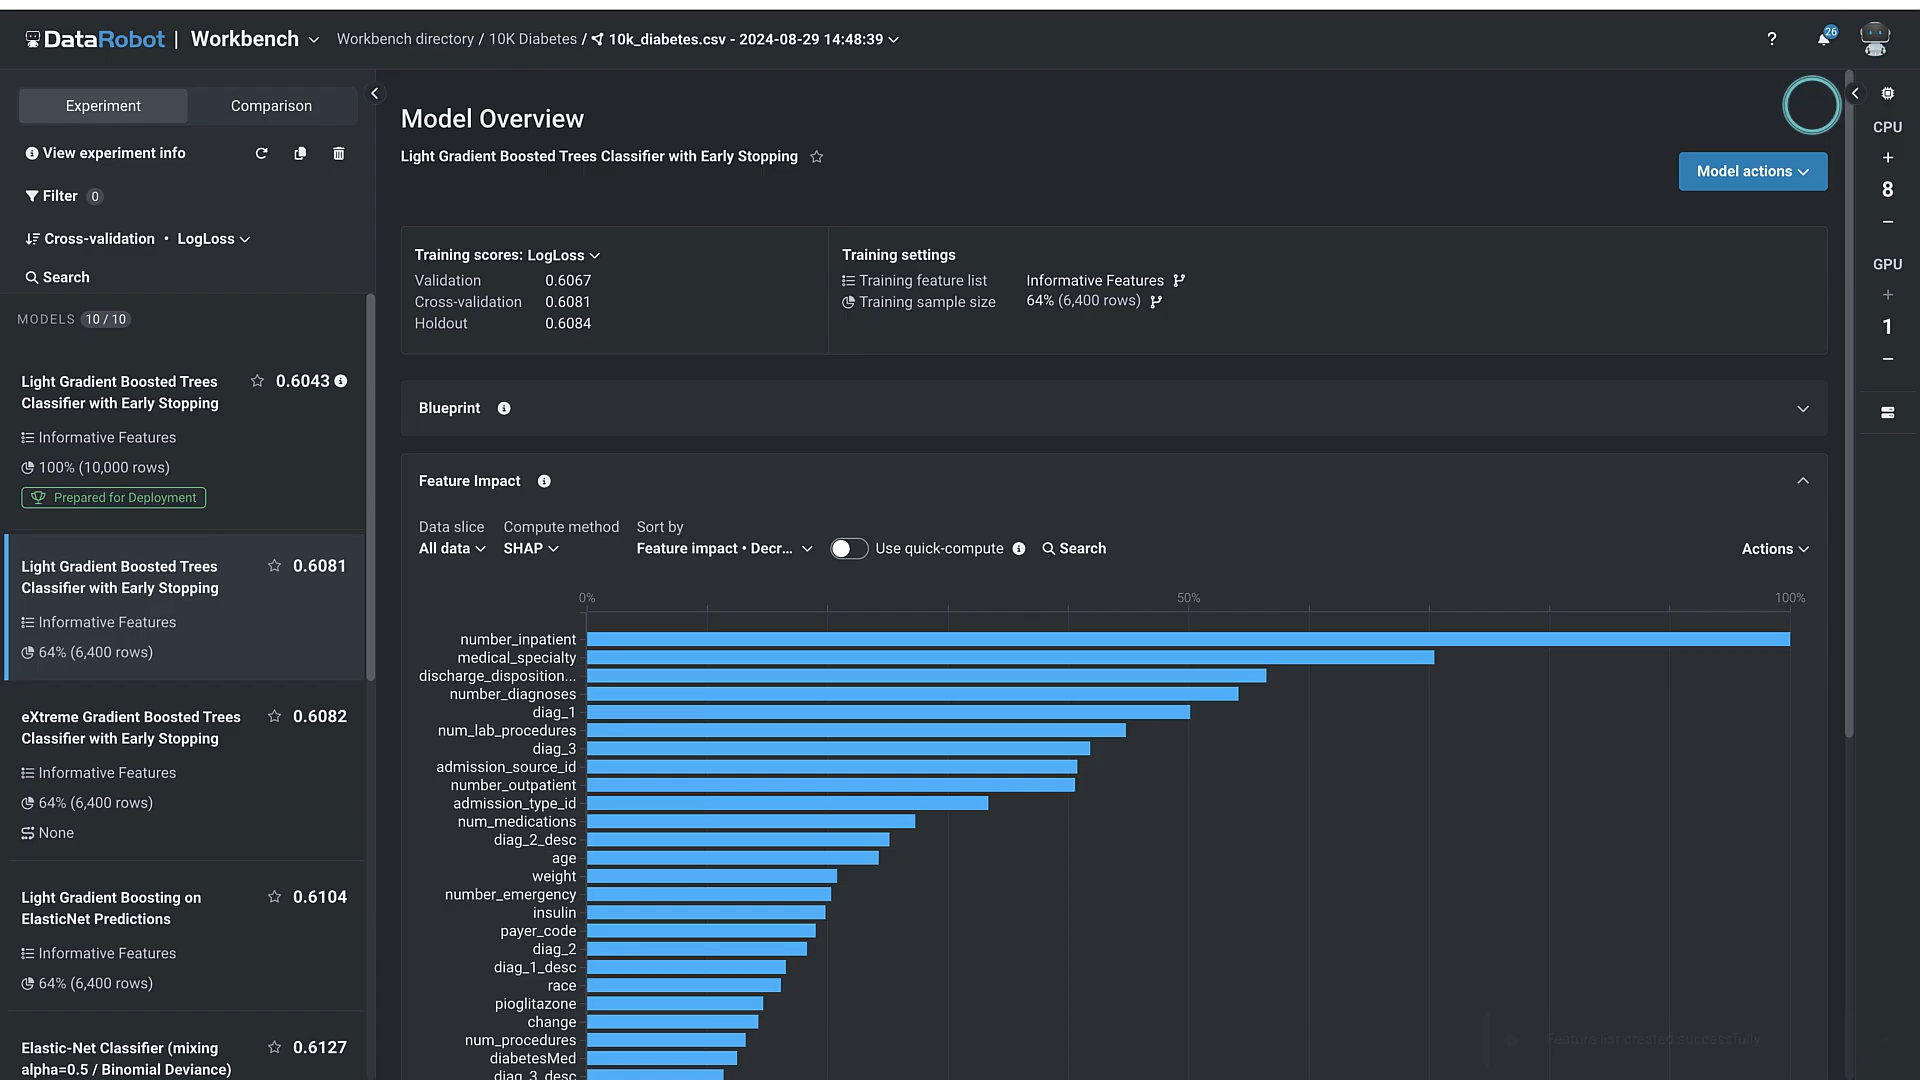 DataRobot | Workbench
Workbench directory / 10K Diabetes / 10k_diabetes.csv - 2024-08-29 14:48:39
?
26
Experiment
Comparison
View experiment info
Filter 0
Cross-validation • LogLoss
Search
MODELS 10 / 10
Light Gradient Boosted Trees
Classifier with Early Stopping
0.6043
Informative Features
100% (10,000 rows)
Prepared for Deployment
Light Gradient Boosted Trees
Classifier with Early Stopping
0.6081
Informative Features
64% (6,400 rows)
eXtreme Gradient Boosted Trees
Classifier with Early Stopping
0.6082
Informative Features
64% (6,400 rows)
None
Light Gradient Boosting on
ElasticNet Predictions
0.6104
Informative Features
64% (6,400 rows)
Elastic-Net Classifier (mixing
alpha=0.5 / Binomial Deviance)
0.6127
Model Overview
Light Gradient Boosted Trees Classifier with Early Stopping
Model actions
Training scores: LogLoss
Validation 0.6067
Cross-validation 0.6081
Holdout 0.6084
Training settings
Training feature list Informative Features
Training sample size 64% (6,400 rows)
Blueprint
Feature Impact
Data slice
All data
Compute method
SHAP
Sort by
Feature impact • Decr...
Use quick-compute
Search
Actions
0% 50% 100%
number_inpatient
medical_specialty
discharge_disposition...
number_diagnoses
diag_1
num_lab_procedures
diag_3
admission_source_id
number_outpatient
admission_type_id
num_medications
diag_2_desc
age
weight
number_emergency
insulin
payer_code
diag_2
diag_1_desc
race
pioglitazone
change
num_procedures
diabetesMed
diag_3_desc
Feature list created successfully
CPU
+
8
−
GPU
+
1
−